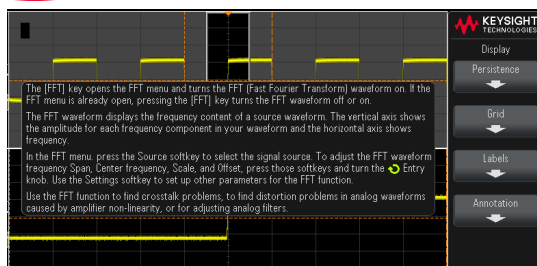 KEYSIGHT
TECHNOLOGIES
Display
Persistence
Grid
Labels
Annotation
The [FFT] key opens the FFT menu and turns the FFT (Fast Fourier Transform) waveform on. If the
FFT menu is already open, pressing the [FFT] key turns the FFT waveform off or on.
The FFT waveform displays the frequency content of a source waveform. The vertical axis shows
the amplitude for each frequency component in your waveform and the horizontal axis shows
frequency.
In the FFT menu. press the Source softkey to select the signal source. To adjust the FFT waveform
frequency Span, Center frequency, Scale, and Offset, press those softkeys and turn the Entry
knob. Use the Settings softkey to set up other parameters for the FFT function.
Use the FFT function to find crosstalk problems, to find distortion problems in analog waveforms
caused by amplifier non-linearity, or for adjusting analog filters.